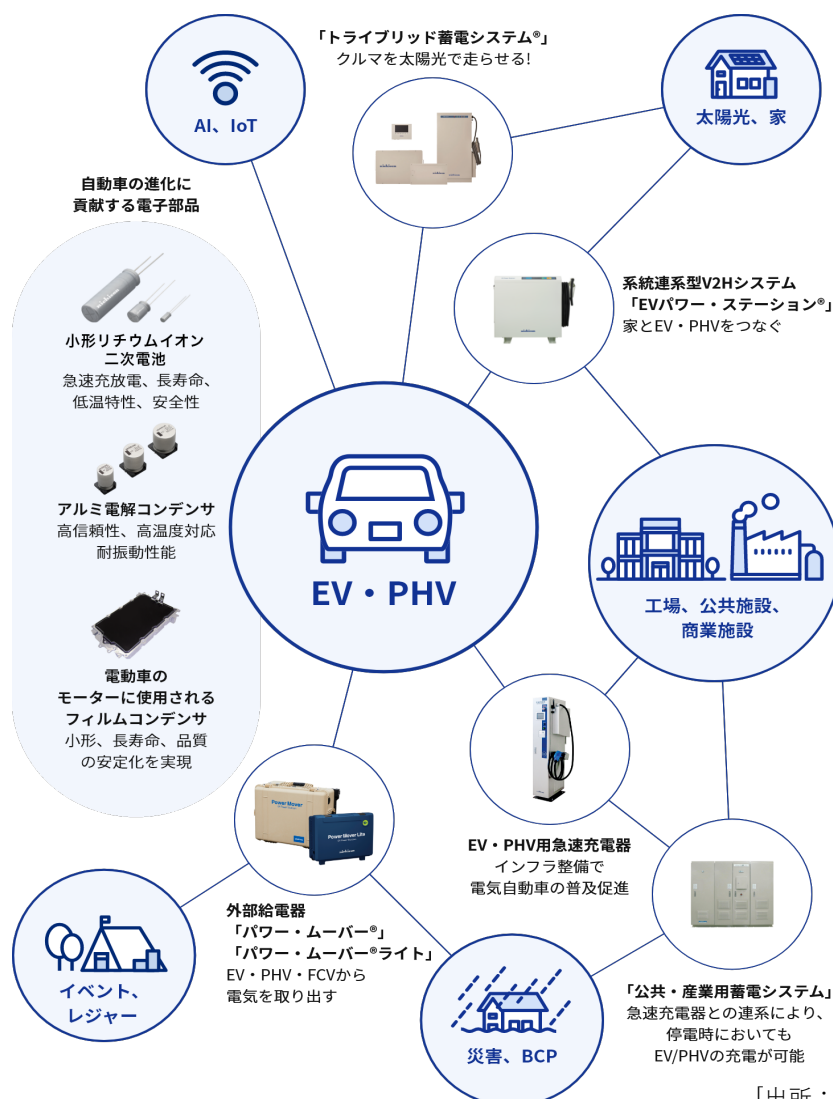 「トライブリッド蓄電システム®」
クルマを太陽光で走らせる!
AI、IoT
太陽光、家
自動車の進化に
貢献する電子部品
系統連系型V2Hシステム
「EVパワー・ステーション®」
家とEV・PHVをつなぐ
小形リチウムイオン
二次電池
急速充放電、長寿命、
低温特性、安全性
アルミ電解コンデンサ
高信頼性、高温度対応
耐振動性能
EV・PHV
工場、公共施設、
商業施設
電動車の
モーターに使用される
フィルムコンデンサ
小形、長寿命、品質
の安定化を実現
Power Mover
Power Mover Lite
EV・PHV用急速充電器
インフラ整備で
電気自動車の普及促進
外部給電器
「パワー・ムーバー®」
「パワー・ムーバー®ライト」
EV・PHV・FCVから
電気を取り出す
イベント、
レジャー
災害、BCP
「公共・産業用蓄電システム」
急速充電器との連系により、
停電時においても
EV/PHVの充電が可能
「出所：